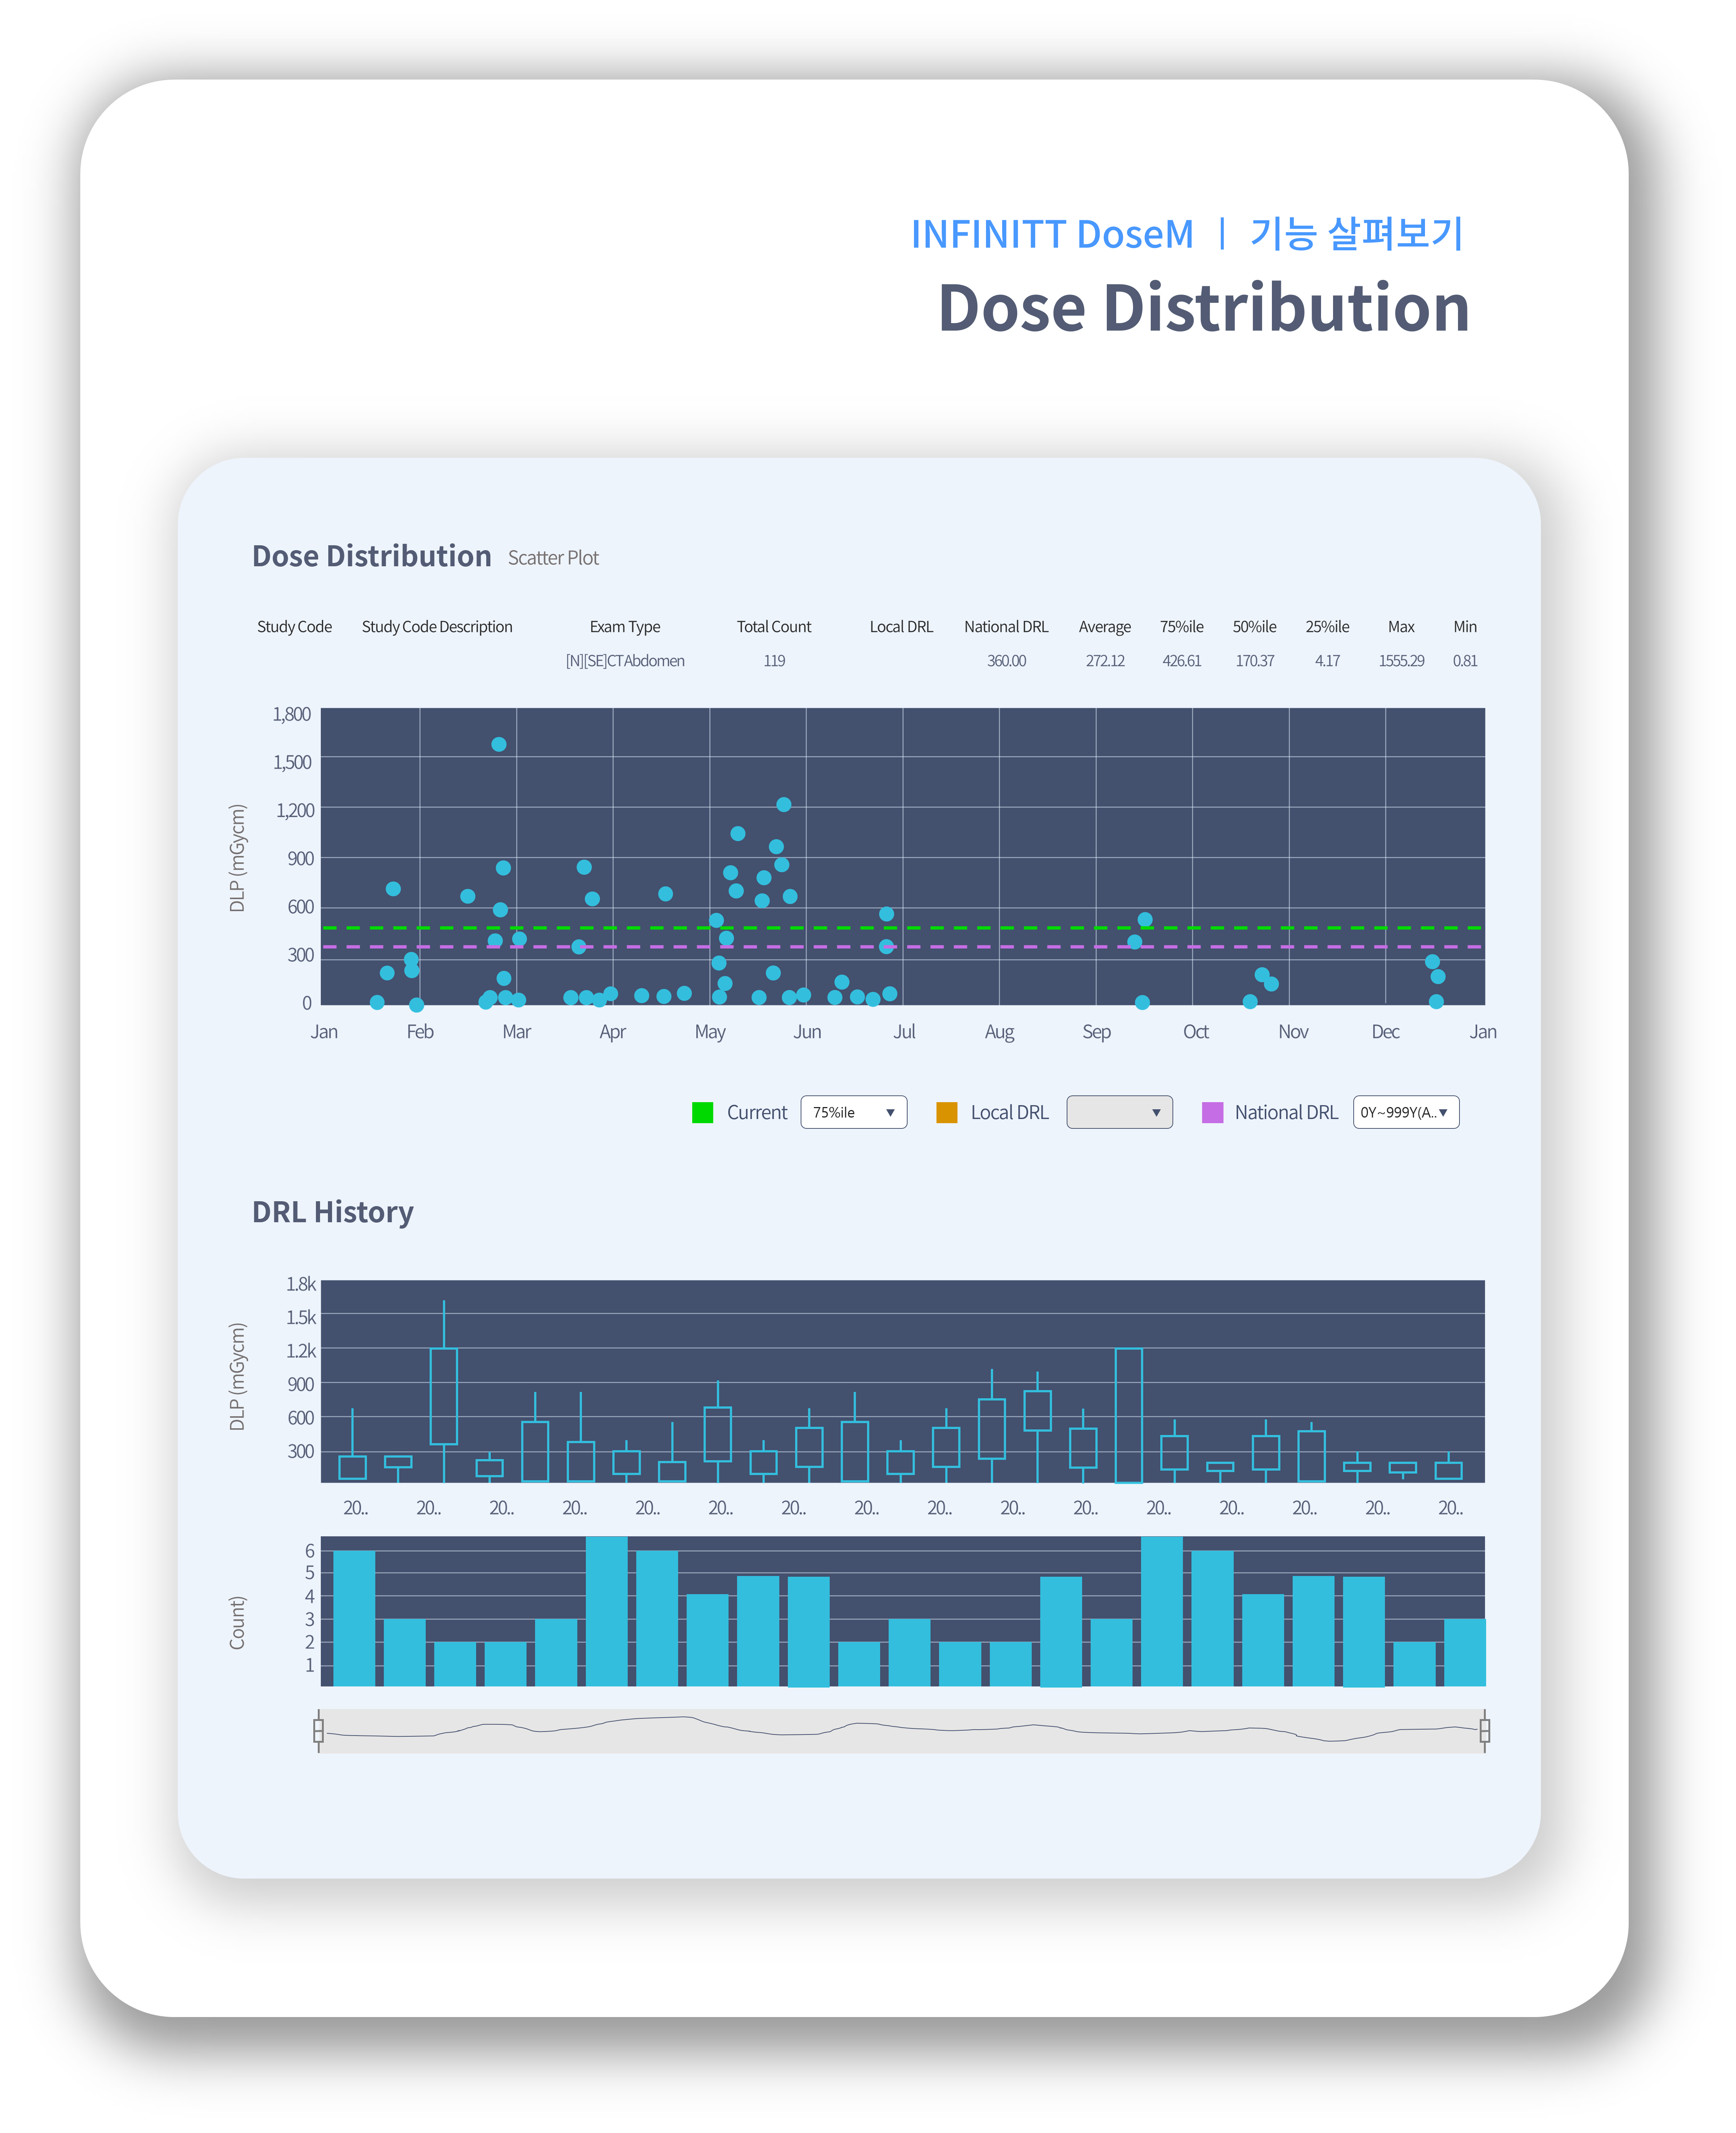 INFINITT DoseM | 기능 살펴보기
Dose Distribution
Dose Distribution Scatter Plot
Study Code Study Code Description Exam Type Total Count Local DRL National DRL Average 75%ile 50%ile 25%ile Max Min
[N][SE]CTAbdomen 119 360.00 272.12 426.61 170.37 4.17 1555.29 0.81
DLP (mGycm)
1,800
1,500
1,200
900
600
300
0
Jan Feb Mar Apr May Jun Jul Aug Sep Oct Nov Dec Jan
Current 75%ile ▼ Local DRL ▼ National DRL 0Y~999Y(A..▼
DRL History
DLP (mGycm)
1.8k
1.5k
1.2k
900
600
300
20.. 20.. 20.. 20.. 20.. 20.. 20.. 20.. 20.. 20.. 20.. 20.. 20.. 20.. 20.. 20..
Count)
6
5
4
3
2
1